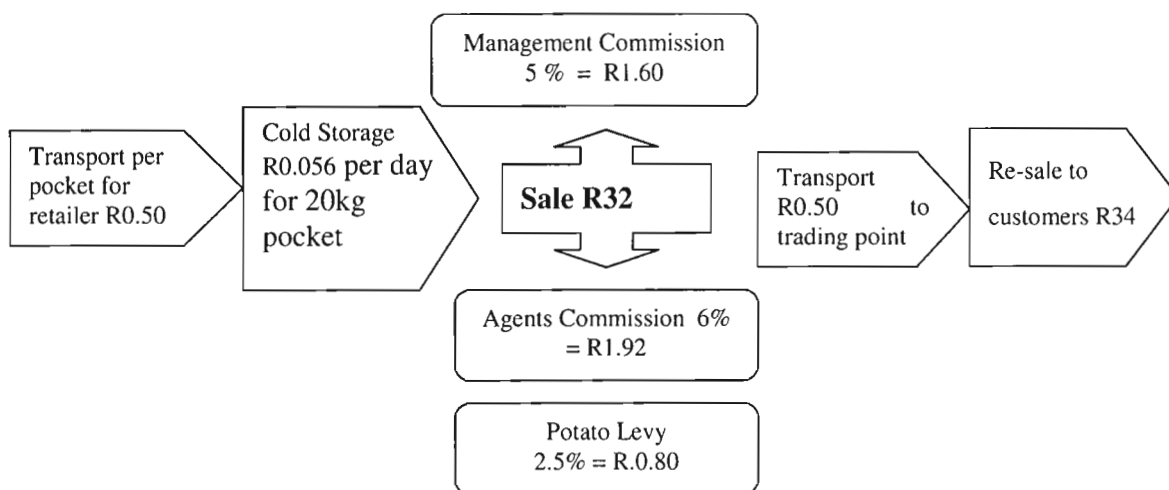 Management Commission
5 % = R1.60
Transport per
pocket for
retailer R0.50
Cold Storage
R0.056 per day
for 20kg
pocket
Sale R32
Transport
R0.50 to
trading point
Re-sale to
customers R34
Agents Commission 6%
= R1.92
Potato Levy
2.5% = R.0.80